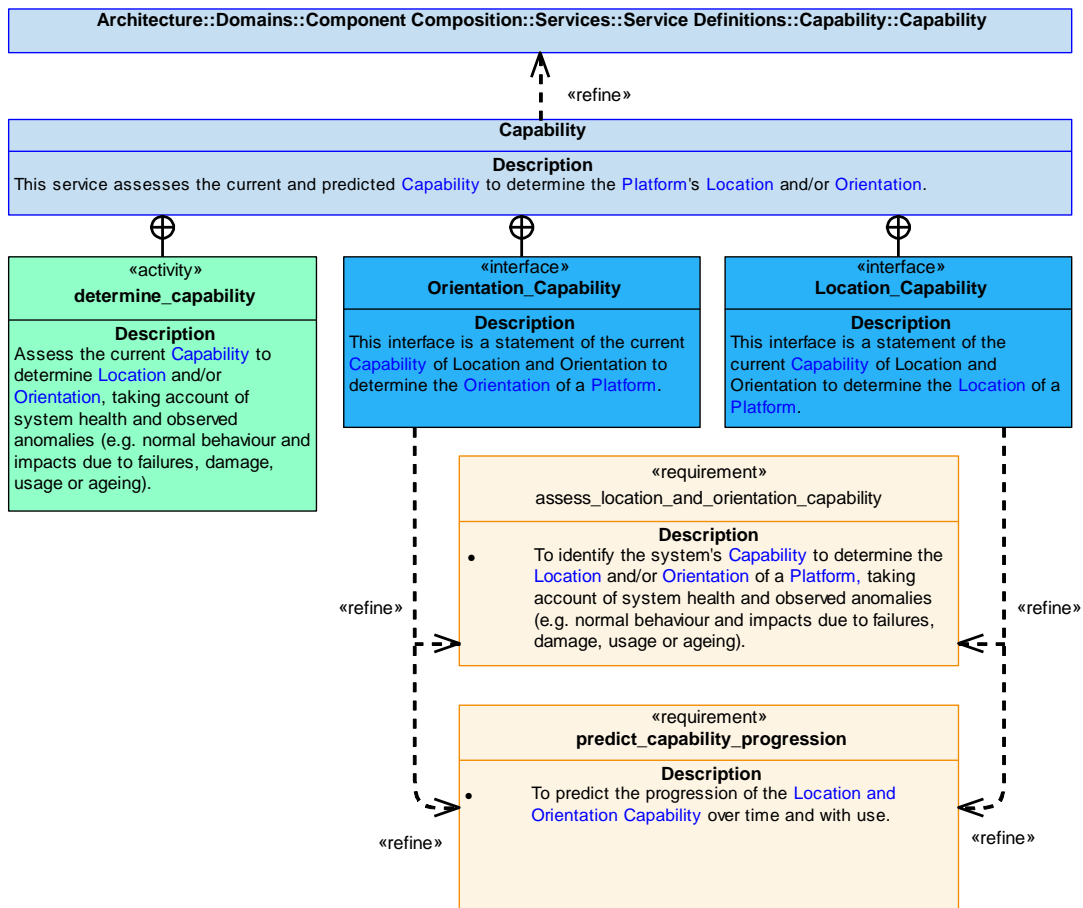 Architecture::Domains::Component Composition::Services::Service Definitions::Capability::Capability
«refine»
Capability
Description
This service assesses the current and predicted Capability to determine the Platform's Location and/or Orientation.
«activity»
determine_capability
Description
Assess the current Capability to
determine Location and/or
Orientation, taking account of
system health and observed
anomalies (e.g. normal behaviour and
impacts due to failures, damage,
usage or ageing).
«interface»
Orientation_Capability
Description
This interface is a statement of the current
Capability of Location and Orientation to
determine the Orientation of a Platform.
«interface»
Location_Capability
Description
This interface is a statement of the
current Capability of Location and
Orientation to determine the Location of a
Platform.
«requirement»
assess_location_and_orientation_capability
Description
• To identify the system's Capability to determine the
Location and/or Orientation of a Platform, taking
account of system health and observed anomalies
(e.g. normal behaviour and impacts due to failures,
damage, usage or ageing).
«refine»
«refine»
«requirement»
predict_capability_progression
Description
• To predict the progression of the Location and
Orientation Capability over time and with use.
«refine»
«refine»